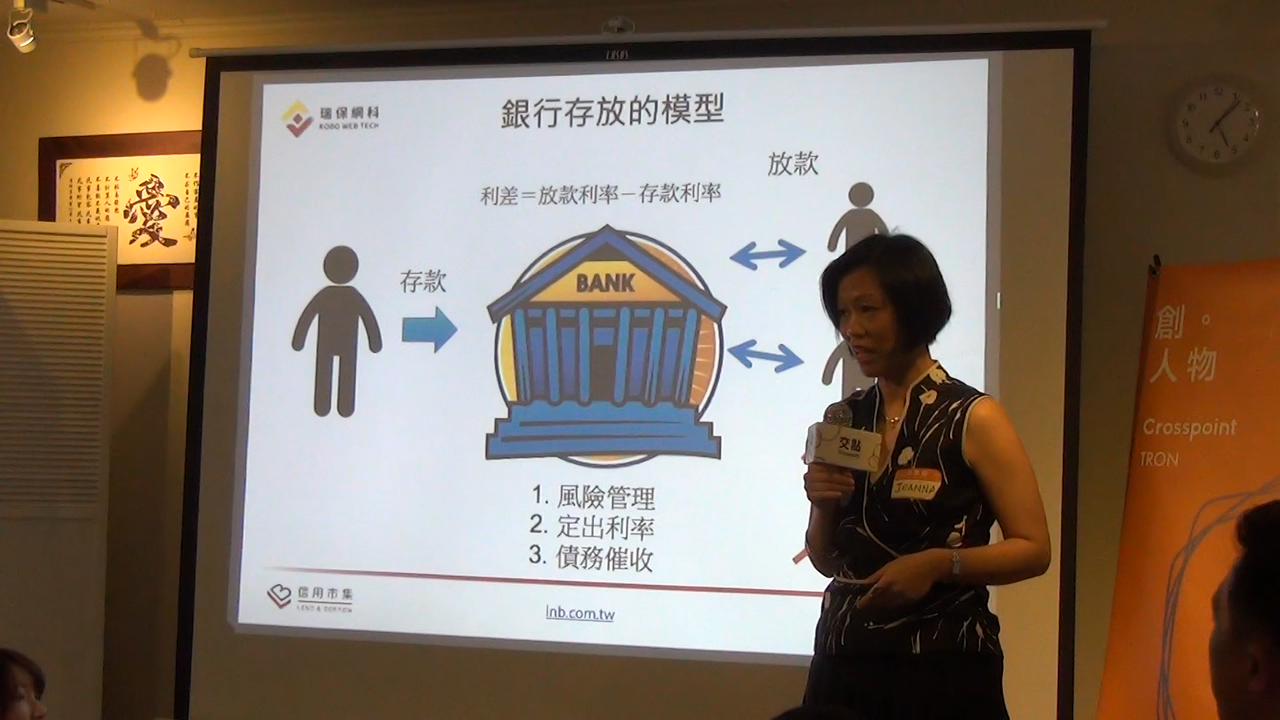 瑞保網科
ROBO WEB TECH
銀行存放的模型
放款
利差=放款利率-存款利率
存款
BANK
1. 風險管理
2. 定出利率
3. 債務催收
信用市集
LEND & BORROW
lnb.com.tw
愛
創。
人物
Crosspoint
TRON
交點
JOANNA